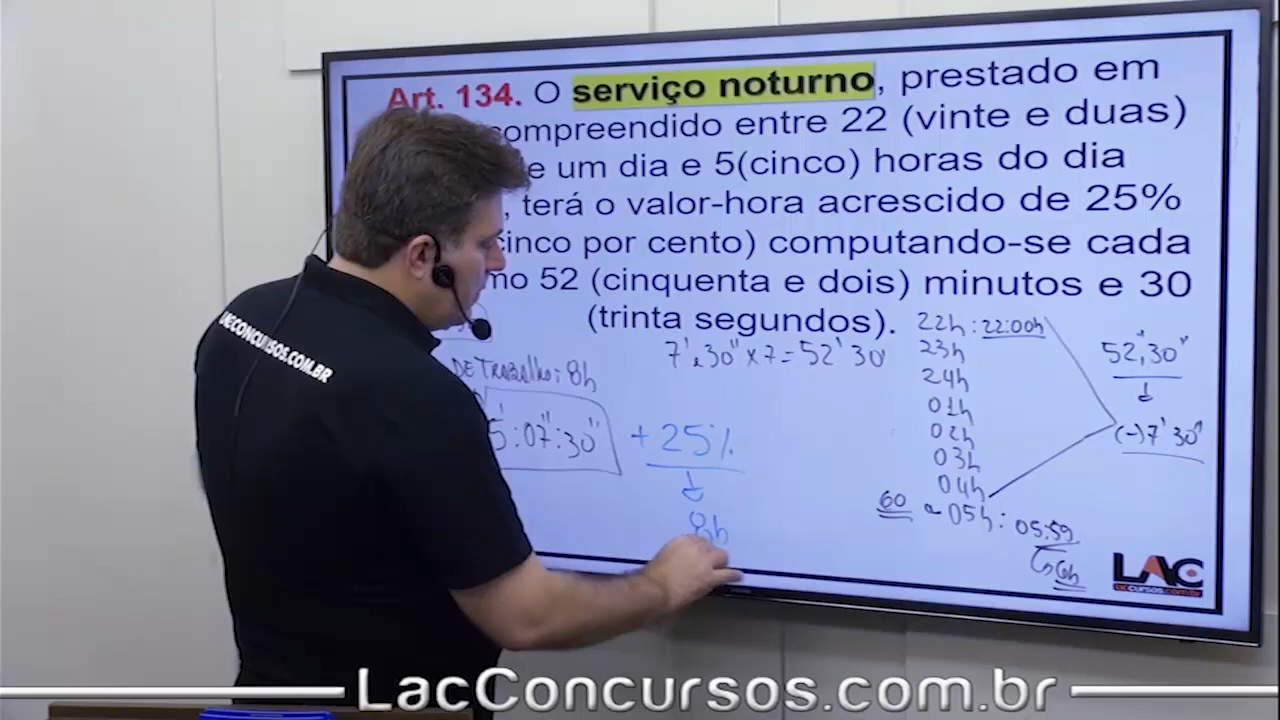 Art. 134. O serviço noturno, prestado em
compreendido entre 22 (vinte e duas)
e um dia e 5(cinco) horas do dia
, terá o valor-hora acrescido de 25%
cinco por cento) computando-se cada
mo 52 (cinquenta e dois) minutos e 30
(trinta segundos).
22h : 22:00h
23h
24h
01h
02h
03h
04h
05h : 05:59
60
6h
52',30"
(-)7' 30"
7' e 30" x 7 = 52' 30'
DE TRABALHO: 8h
5':07":30"
+ 25%
8h
LAC
laccursos.com.br
LACCONCURSOS.COM.BR
LacConcursos.com.br